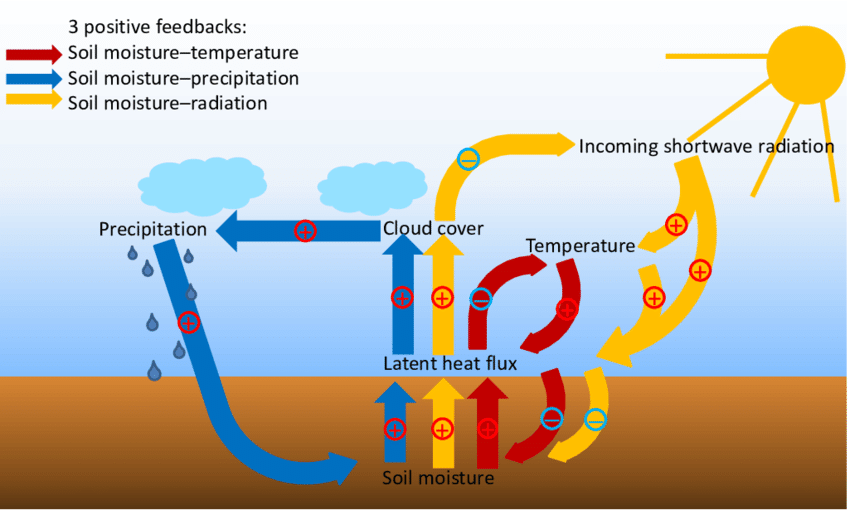 3 positive feedbacks:
Soil moisture–temperature
Soil moisture–precipitation
Soil moisture–radiation
Incoming shortwave radiation
Precipitation
Cloud cover
Temperature
Latent heat flux
Soil moisture